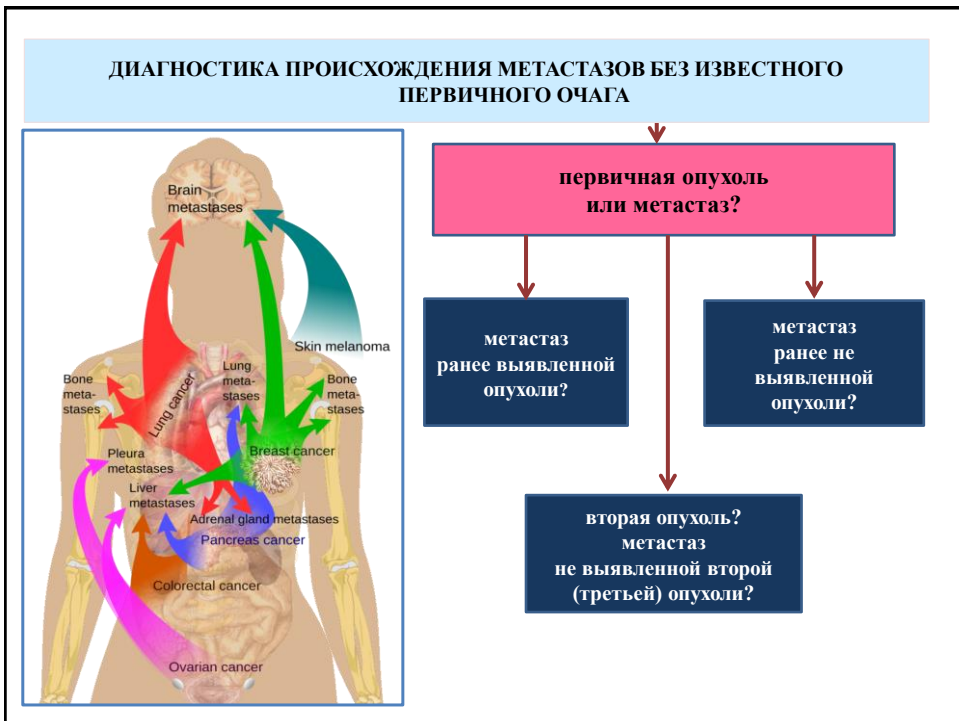 ДИАГНОСТИКА ПРОИСХОЖДЕНИЯ МЕТАСТАЗОВ БЕЗ ИЗВЕСТНОГО
ПЕРВИЧНОГО ОЧАГА
Brain
metastases
Skin melanoma
Bone
meta-
stases
Lung cancer
Lung
meta-
stases
Bone
meta-
stases
Breast cancer
Pleura
metastases
Liver
metastases
Adrenal gland metastases
Pancreas cancer
Colorectal cancer
Ovarian cancer
первичная опухоль
или метастаз?
метастаз
ранее выявленной
опухоли?
метастаз
ранее не
выявленной
опухоли?
вторая опухоль?
метастаз
не выявленной второй
(третьей) опухоли?